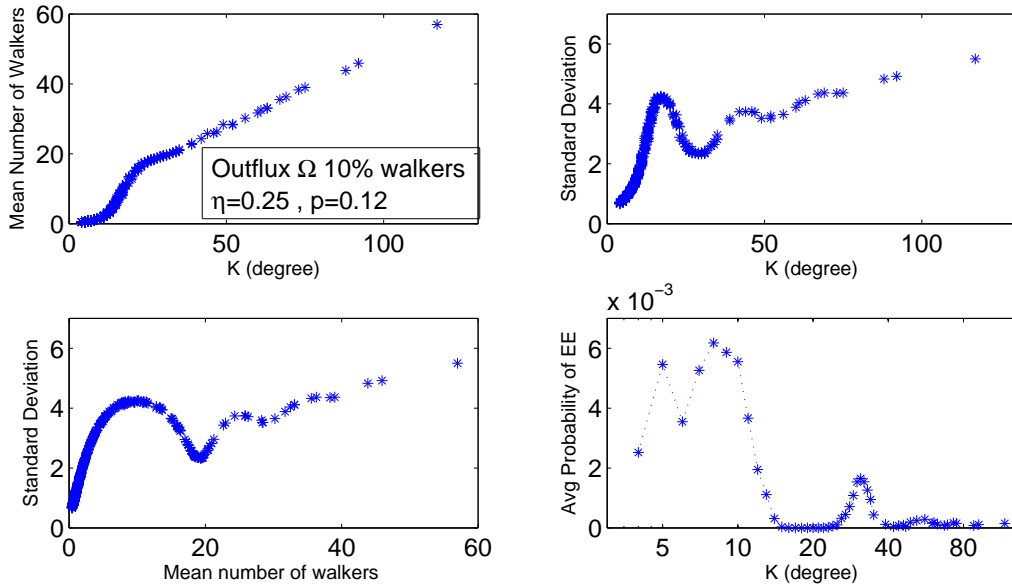 60
40
20
0
0
50
100
Mean Number of Walkers
K (degree)
Outflux Ω 10% walkers
η=0.25 , p=0.12
6
4
2
0
0
50
100
Standard Deviation
K (degree)
6
4
2
0
0
20
40
60
Standard Deviation
Mean number of walkers
x 10⁻³
6
4
2
0
5
10
20
40
80
Avg Probability of EE
K (degree)